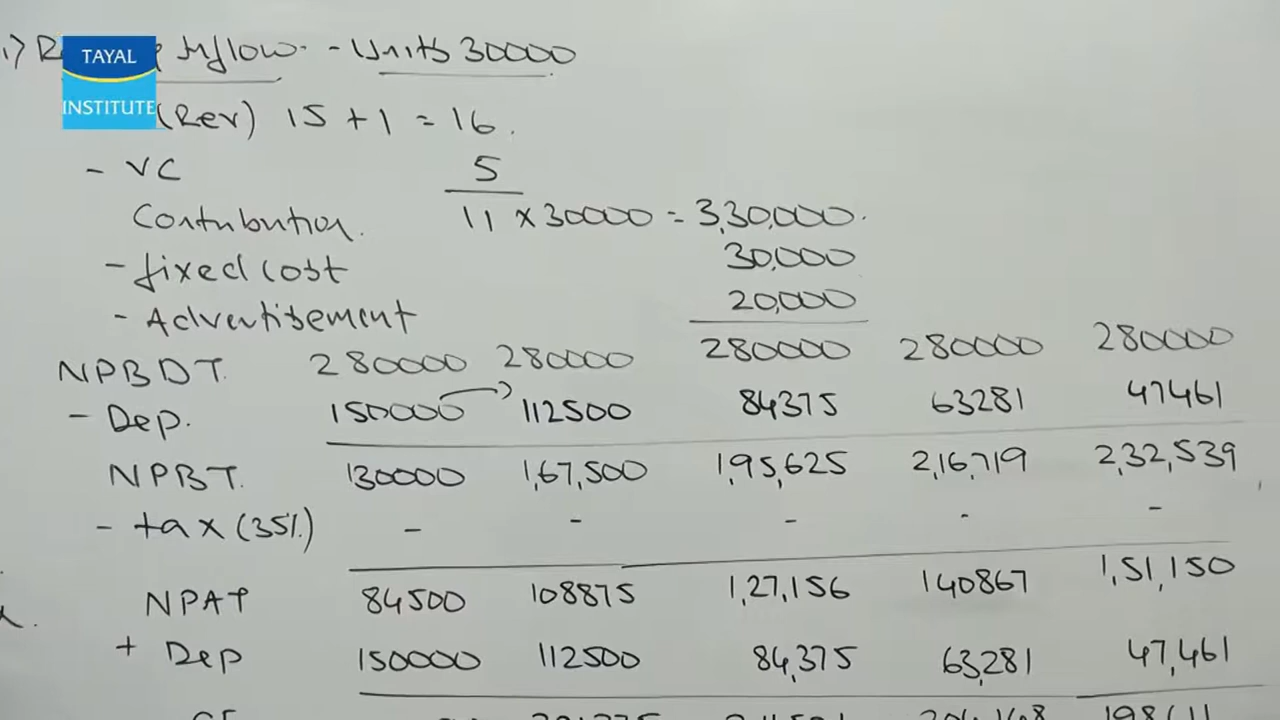 Inflow - Units 30000
TAYAL
INSTITUTE
(Rev) 15 + 1 = 16.
- VC 5
Contribution. 11 × 30000 = 3,30,000.
- fixed cost 30,000
- Advertisement 20,000
NPBDT. 280000 280000 280000 280000 280000
- Dep. 150000 112500 84375 63281 47461
NPBT. 130000 1,67,500 1,95,625 2,16,719 2,32,539
- tax (35%) - - - - -
NPAT 84500 108875 1,27,156 140867 1,51,150
+ Dep 150000 112500 84,375 63,281 47,461